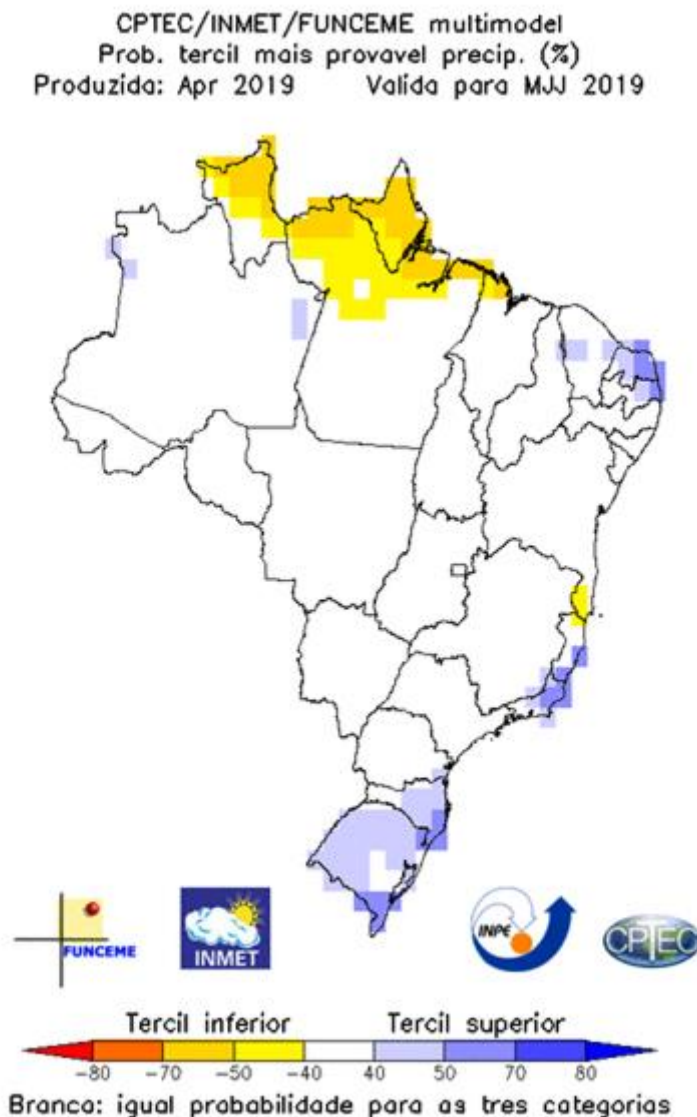 CPTEC/INMET/FUNCEME multimodel
Prob. tercil mais provavel precip. (%)
Produzida: Apr 2019 Valida para MJJ 2019
FUNCEME
INMET
INPE
CPTEC
Tercil inferior Tercil superior
-80 -70 -50 -40 40 50 70 80
Branca: igual probabilidade para as tres categorias